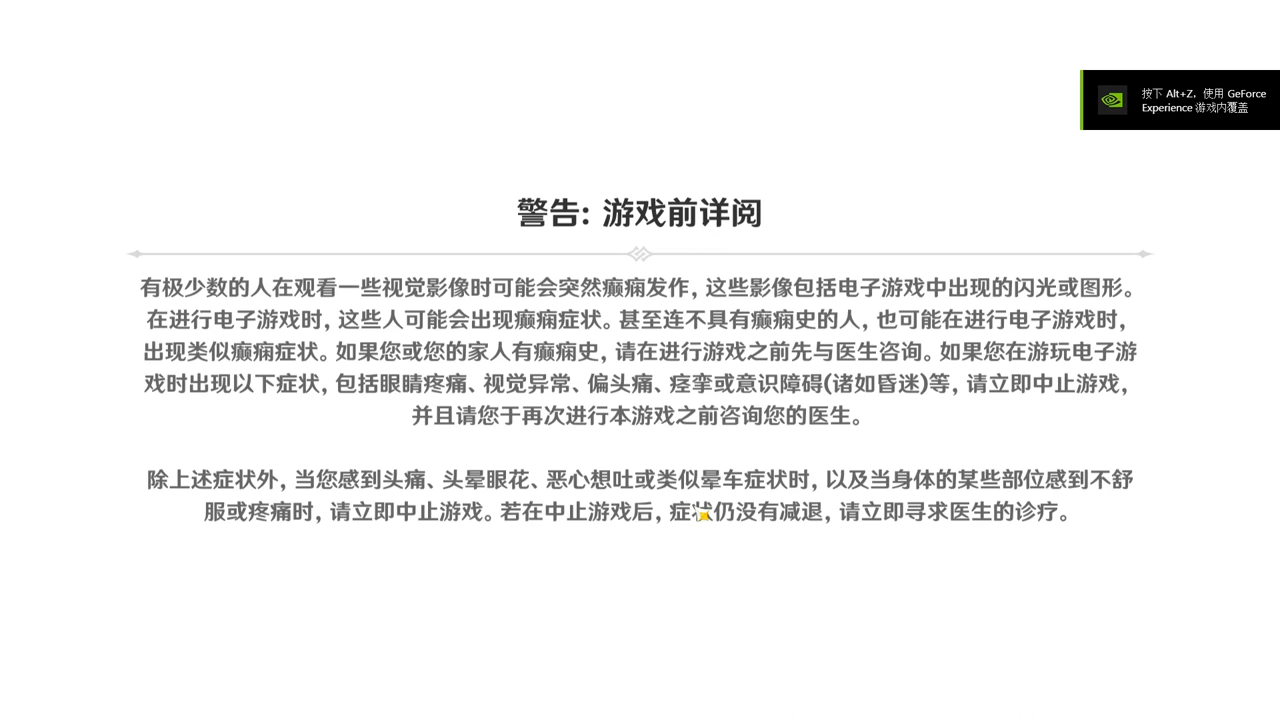 按下 Alt+Z，使用 GeForce
Experience 游戏内覆盖
警告: 游戏前详阅
有极少数的人在观看一些视觉影像时可能会突然癫痫发作, 这些影像包括电子游戏中出现的闪光或图形。
在进行电子游戏时, 这些人可能会出现癫痫症状。甚至连不具有癫痫史的人, 也可能在进行电子游戏时,
出现类似癫痫症状。如果您或您的家人有癫痫史, 请在进行游戏之前先与医生咨询。如果您在游玩电子游
戏时出现以下症状, 包括眼睛疼痛、视觉异常、偏头痛、痉挛或意识障碍(诸如昏迷)等, 请立即中止游戏,
并且请您于再次进行本游戏之前咨询您的医生。
除上述症状外, 当您感到头痛、头晕眼花、恶心想吐或类似晕车症状时, 以及当身体的某些部位感到不舒
服或疼痛时, 请立即中止游戏。若在中止游戏后, 症状仍没有减退, 请立即寻求医生的诊疗。